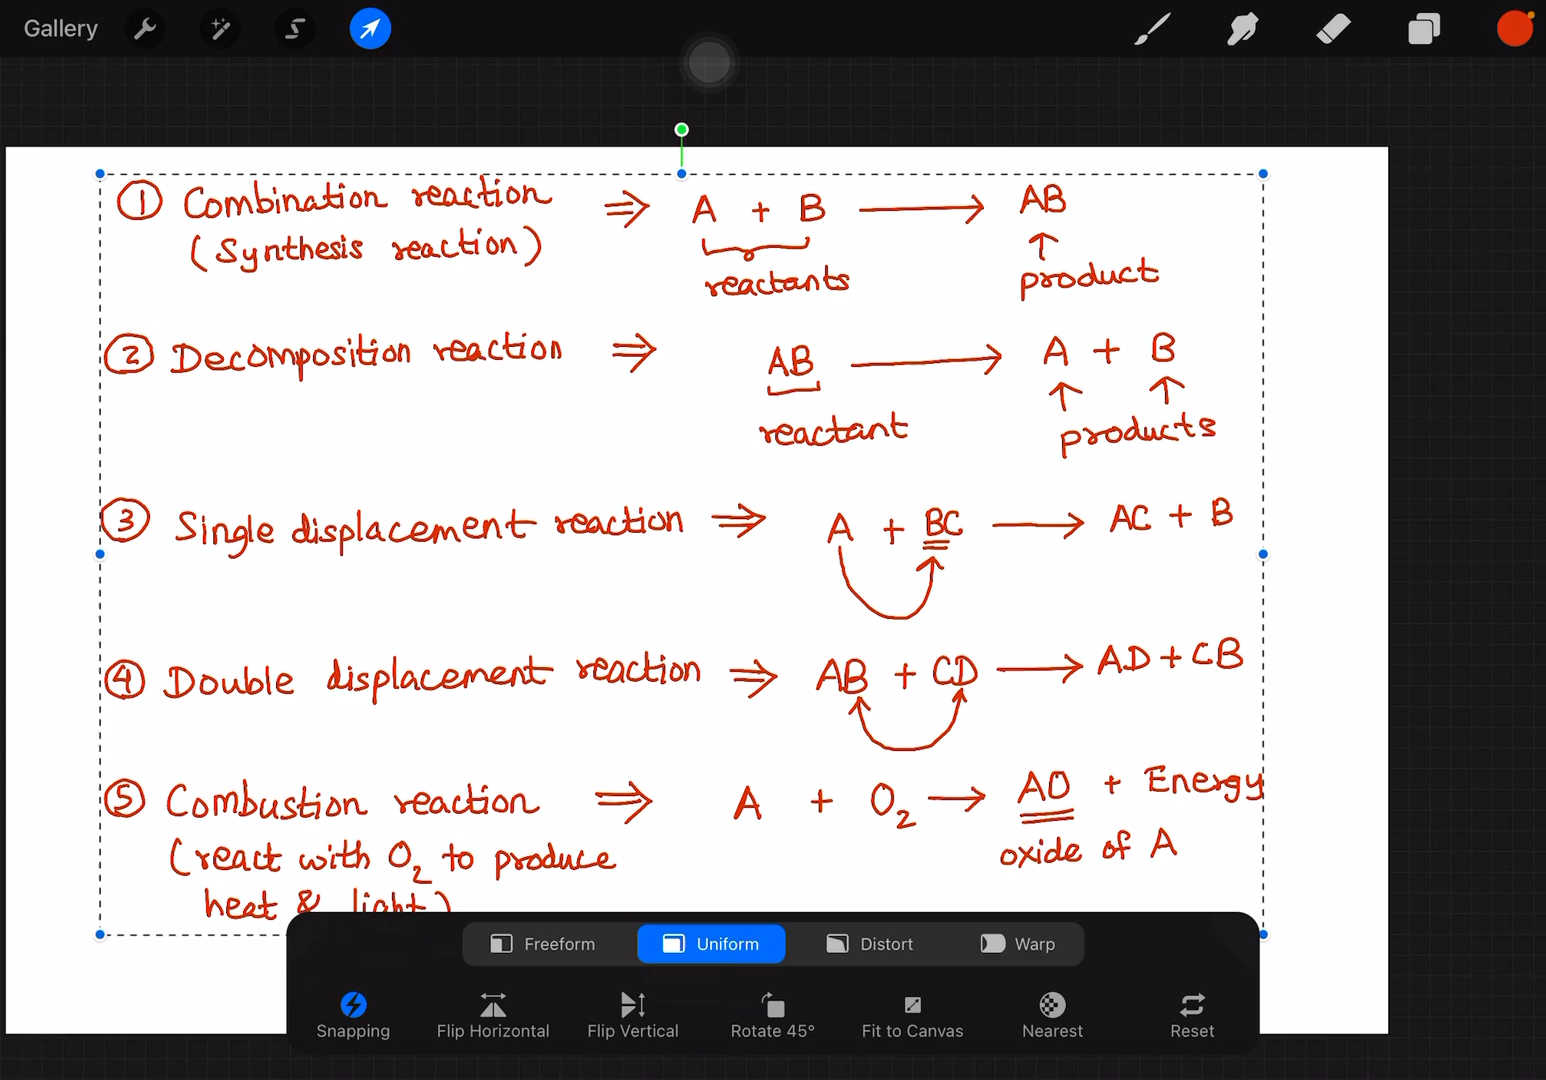 Gallery
① Combination reaction ⇒ A + B ⟶ AB
(Synthesis reaction)
reactants product
② Decomposition reaction ⇒ AB ⟶ A + B
reactant products
③ Single displacement reaction ⇒ A + BC ⟶ AC + B
④ Double displacement reaction ⇒ AB + CD ⟶ AD + CB
⑤ Combustion reaction ⇒ A + O₂ ⟶ AO + Energy
(react with O₂ to produce oxide of A
heat & light)
Freeform Uniform Distort Warp
Snapping Flip Horizontal Flip Vertical Rotate 45° Fit to Canvas Nearest Reset